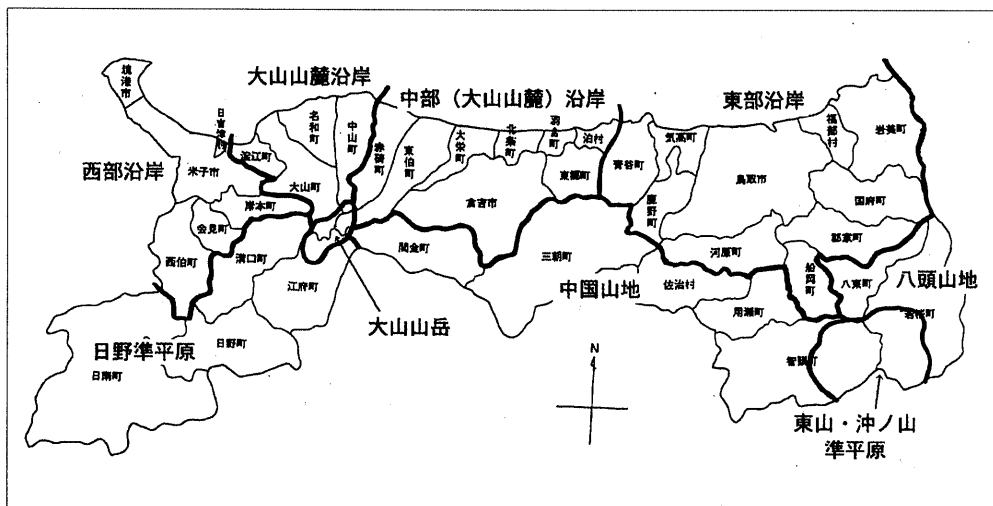 境港市
大山山麓沿岸
中部（大山山麓）沿岸
東部沿岸
西部沿岸
日吉津村
淀江町
名和町
中山町
赤碕町
東伯町
大栄町
北条町
羽合町
泊村
青谷町
気高町
福部村
岩美町
米子市
大山町
岸本町
会見町
西伯町
溝口町
江府町
倉吉市
東郷町
鹿野町
鳥取市
国府町
郡家町
関金町
三朝町
河原町
船岡町
八東町
中国山地
佐治村
用瀬町
八頭山地
若桜町
大山山岳
日野準平原
日野町
日南町
智頭町
N
東山・沖ノ山
準平原